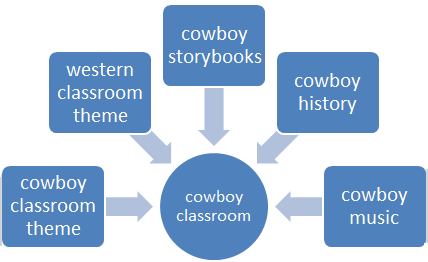 cowboy
storybooks
western
classroom
theme
cowboy
history
cowboy
classroom
theme
cowboy
classroom
cowboy
music